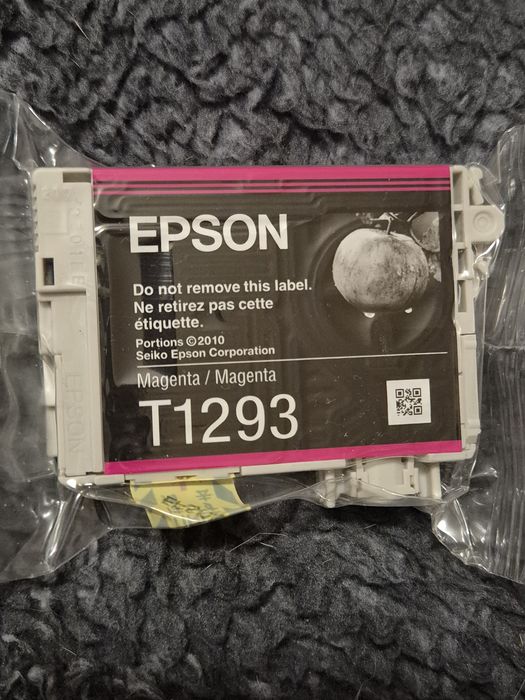 EPSON
Do not remove this label.
Ne retirez pas cette
étiquette.
Portions ©2010
Seiko Epson Corporation
Magenta / Magenta
T1293